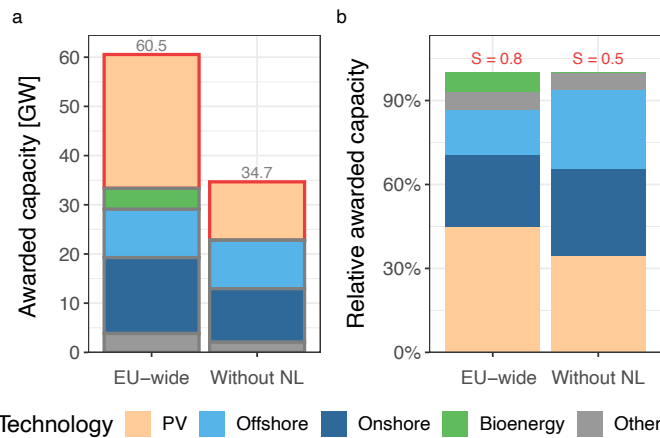 a
b
60.5
34.7
S = 0.8
S = 0.5
Awarded capacity [GW]
60
50
40
30
20
10
0
EU−wide
Without NL
Relative awarded capacity
90%
60%
30%
0%
EU−wide
Without NL
Technology
PV
Offshore
Onshore
Bioenergy
Other